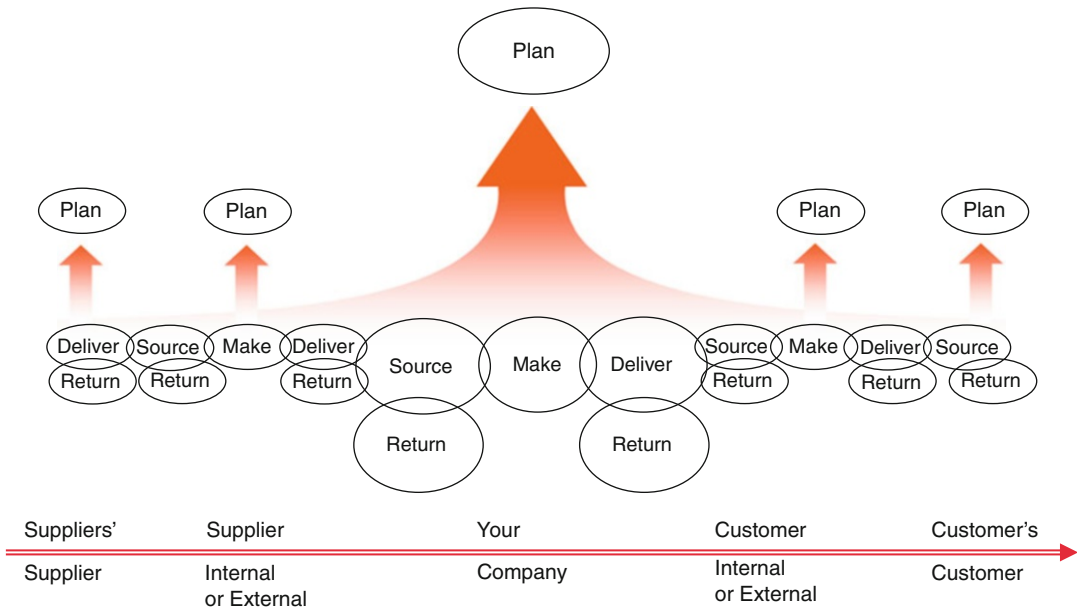 Plan
Plan Plan Plan Plan
Deliver Source Make Deliver Source Make Deliver Source Make Deliver Source
Return Return Return Return Return Return
Return Return
Suppliers' Supplier Your Customer Customer's
Supplier Internal Company Internal Customer
or External or External